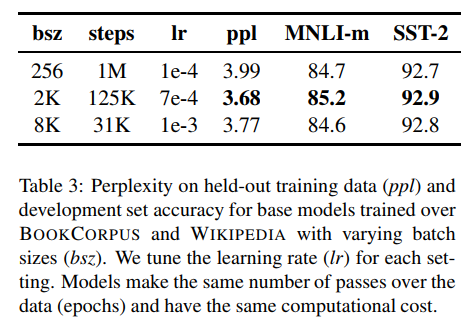 bsz steps lr ppl MNLI-m SST-2
256 1M 1e-4 3.99 84.7 92.7
2K 125K 7e-4 3.68 85.2 92.9
8K 31K 1e-3 3.77 84.6 92.8
Table 3: Perplexity on held-out training data (ppl) and
development set accuracy for base models trained over
BOOKCORPUS and WIKIPEDIA with varying batch
sizes (bsz). We tune the learning rate (lr) for each set-
ting. Models make the same number of passes over the
data (epochs) and have the same computational cost.